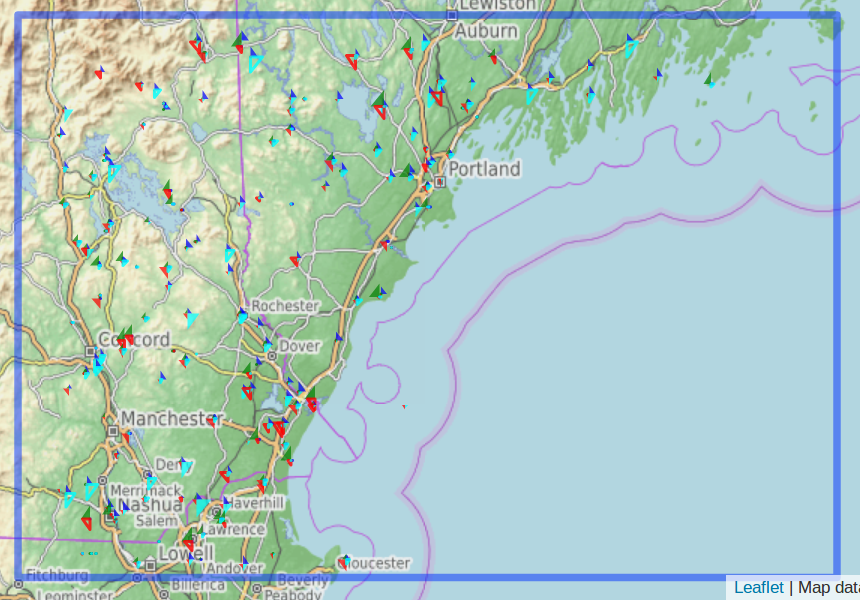 Lewiston
Auburn
Portland
Rochester
Concord
Dover
Manchester
Derry
Merrimack
Nashua
Haverhill
Salem
Lawrence
Lowell
Gloucester
Andover
Fitchburg
Billerica
Beverly
Leominster
Peabody
Leaflet | Map data